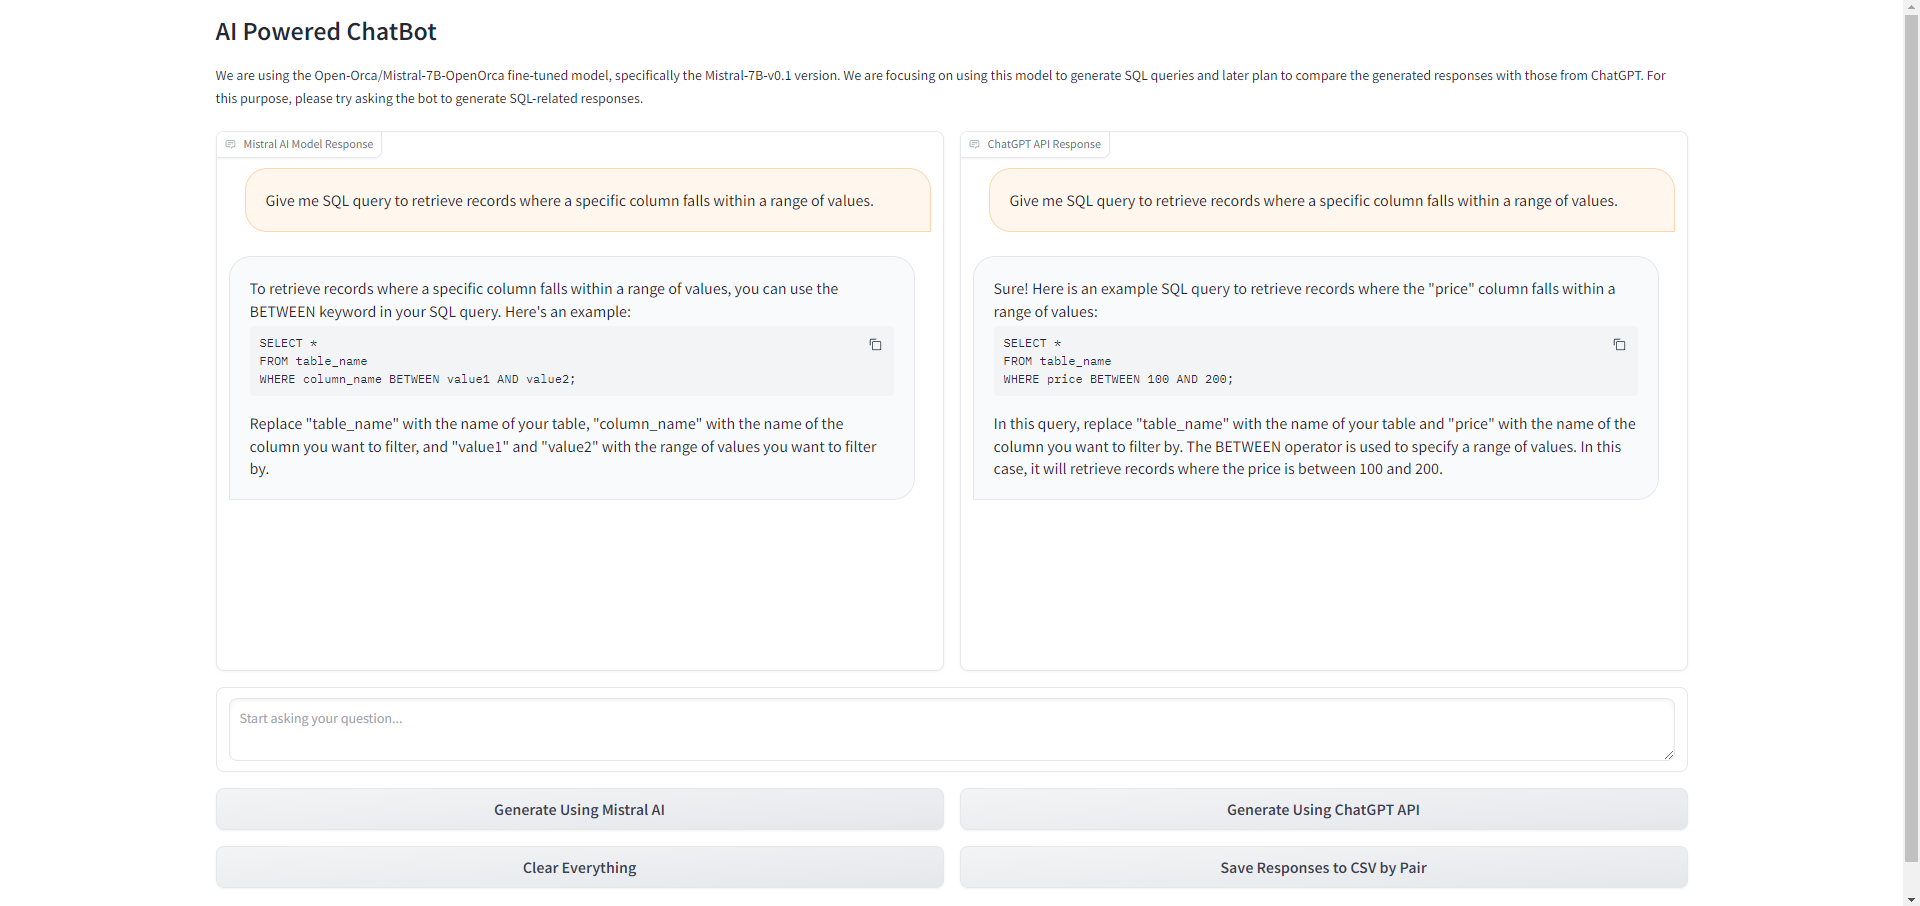 AI Powered ChatBot
We are using the Open-Orca/Mistral-7B-OpenOrca fine-tuned model, specifically the Mistral-7B-v0.1 version. We are focusing on using this model to generate SQL queries and later plan to compare the generated responses with those from ChatGPT. For
this purpose, please try asking the bot to generate SQL-related responses.
Mistral AI Model Response
Give me SQL query to retrieve records where a specific column falls within a range of values.
To retrieve records where a specific column falls within a range of values, you can use the
BETWEEN keyword in your SQL query. Here's an example:
SELECT *
FROM table_name
WHERE column_name BETWEEN value1 AND value2;
Replace "table_name" with the name of your table, "column_name" with the name of the
column you want to filter, and "value1" and "value2" with the range of values you want to filter
by.
ChatGPT API Response
Give me SQL query to retrieve records where a specific column falls within a range of values.
Sure! Here is an example SQL query to retrieve records where the "price" column falls within a
range of values:
SELECT *
FROM table_name
WHERE price BETWEEN 100 AND 200;
In this query, replace "table_name" with the name of your table and "price" with the name of the
column you want to filter by. The BETWEEN operator is used to specify a range of values. In this
case, it will retrieve records where the price is between 100 and 200.
Start asking your question...
Generate Using Mistral AI
Generate Using ChatGPT API
Clear Everything
Save Responses to CSV by Pair